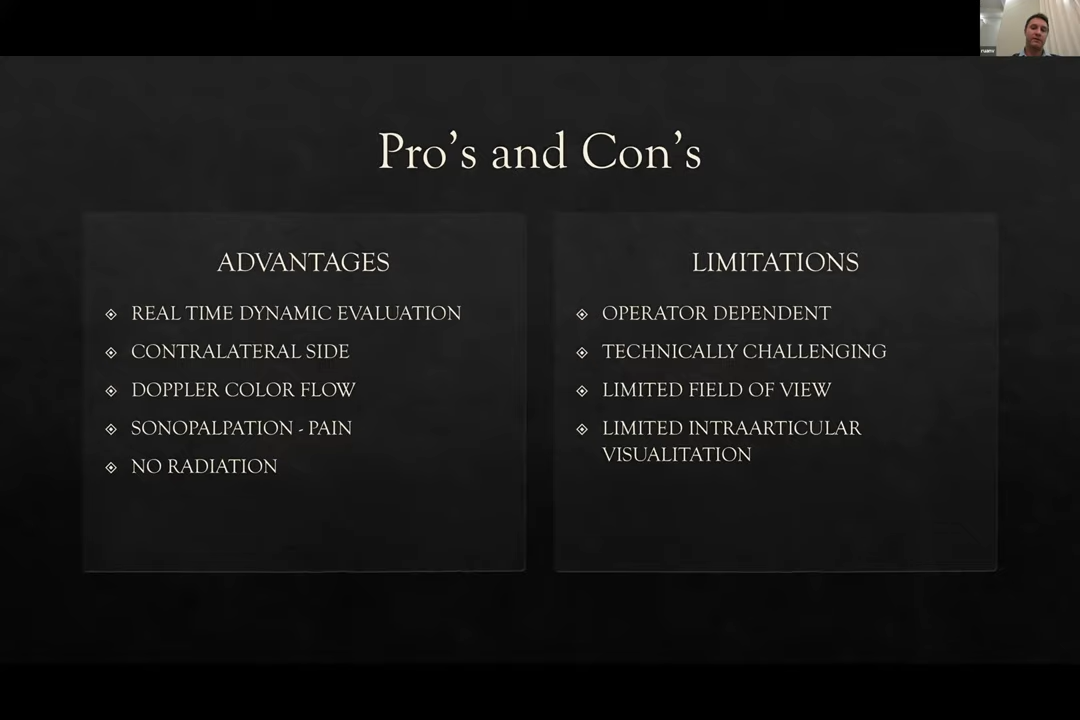 Pro's and Con's
ADVANTAGES
REAL TIME DYNAMIC EVALUATION
CONTRALATERAL SIDE
DOPPLER COLOR FLOW
SONOPALPATION - PAIN
NO RADIATION
LIMITATIONS
OPERATOR DEPENDENT
TECHNICALLY CHALLENGING
LIMITED FIELD OF VIEW
LIMITED INTRAARTICULAR
VISUALITATION